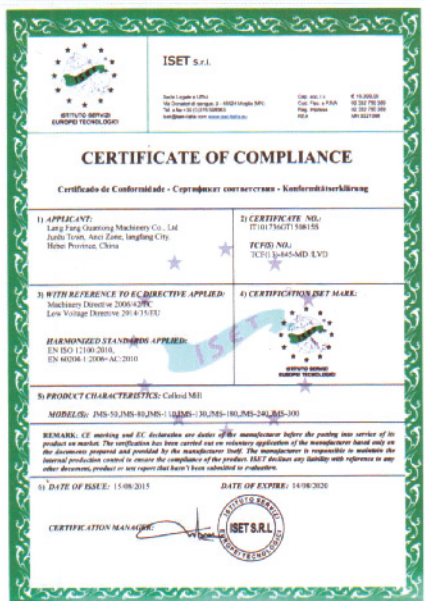 ISET s.r.l.
ISTITUTO SERVIZI
EUROPEI TECNOLOGICI
CERTIFICATE OF COMPLIANCE
Certificado de Conformidade - Сертификат соответствия - Konformitätserklärung
1) APPLICANT:
Lang Fang Guantong Machinery Co., Ltd
Junlu Town, Anci Zone, langfang City,
Hebei Province, China
2) CERTIFICATE NO.:
TCF(S) NO.:
TCF(13)-845-MD /LVD
3) WITH REFERENCE TO EC DIRECTIVE APPLIED:
Machinery Directive 2006/42/EC
Low Voltage Directive 2014/35/EU
HARMONIZED STANDARDS APPLIED:
EN ISO 12100:2010,
EN 60204-1:2006+AC:2010
4) CERTIFICATION ISET MARK:
ISTITUTO SERVIZI
EUROPEI TECNOLOGICI
ISET
5) PRODUCT CHARACTERISTICS: Colloid Mill
MODEL(S): JMS-50,JMS-80,JMS-110,JMS-130,JMS-180,JMS-240,JMS-300
REMARK: CE marking and EC declaration are duties of the manufacturer before the putting into service of its
product on market. The verification has been carried out on voluntary application of the manufacturer based only on
the documents prepared and provided by the manufacturer itself. The manufacturer is responsible to maintain the
internal production control to ensure the compliance of the product. ISET declines any liability with reference to any
other document, product or test report that hasn't been submitted to evaluation.
6) DATE OF ISSUE: 15/08/2015
DATE OF EXPIRE: 14/08/2020
CERTIFICATION MANAGER:
ISTITUTO SERVIZI
ISET S.R.L
EUROPEI TECNOLOGICI